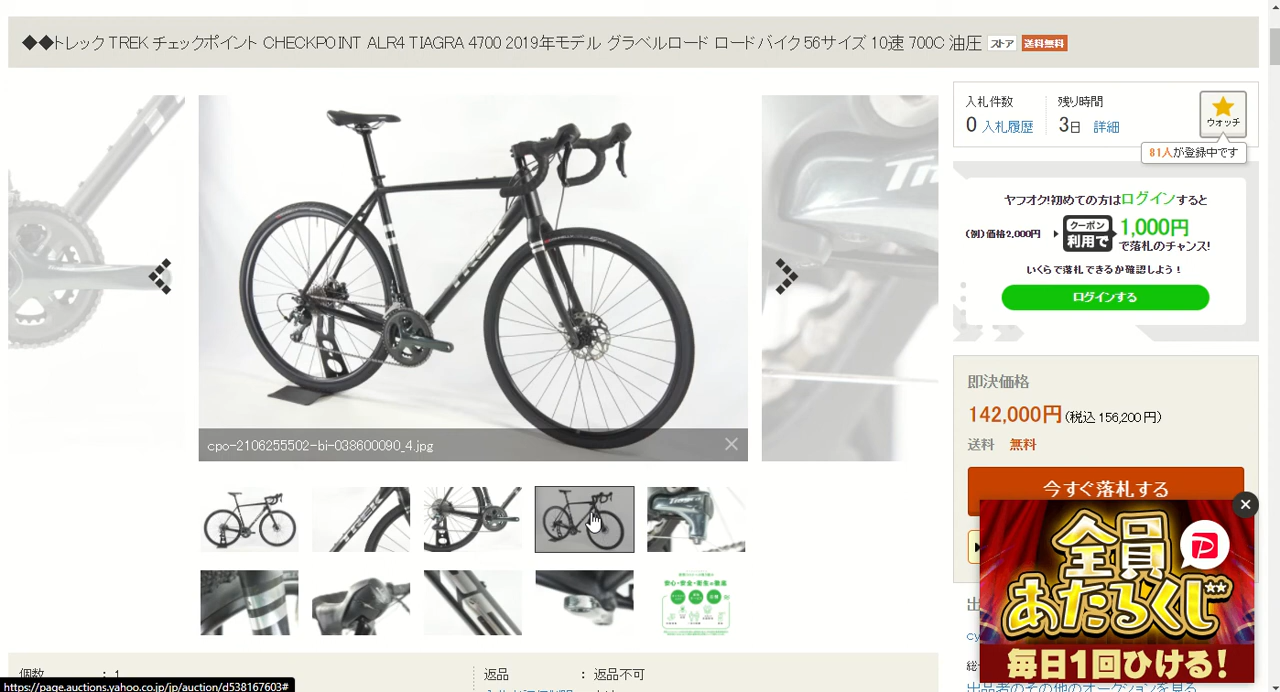 ◆◆トレック TREK チェックポイント CHECKPOINT ALR4 TIAGRA 4700 2019年モデル グラベルロード ロードバイク 56サイズ 10速 700C 油圧 ストア 送料無料
入札件数
0 入札履歴
残り時間
3日 詳細
ウォッチ
81人が登録中です
ヤフオク!初めての方はログインすると
(例)価格2,000円
クーポン
利用で
1,000円
で落札のチャンス!
いくらで落札できるか確認しよう!
ログインする
TREK
cpo-2106255502-bi-038600090_4.jpg
即決価格
142,000円(税込 156,200 円)
送料 無料
今すぐ落札する
全員
あたるくじ
毎日1回ひける!
安心・安全・衛生の徹底
個数 : 1
返品 : 返品不可
出品者のその他のオークションを見る
https://page.auctions.yahoo.co.jp/jp/auction/d538167603#